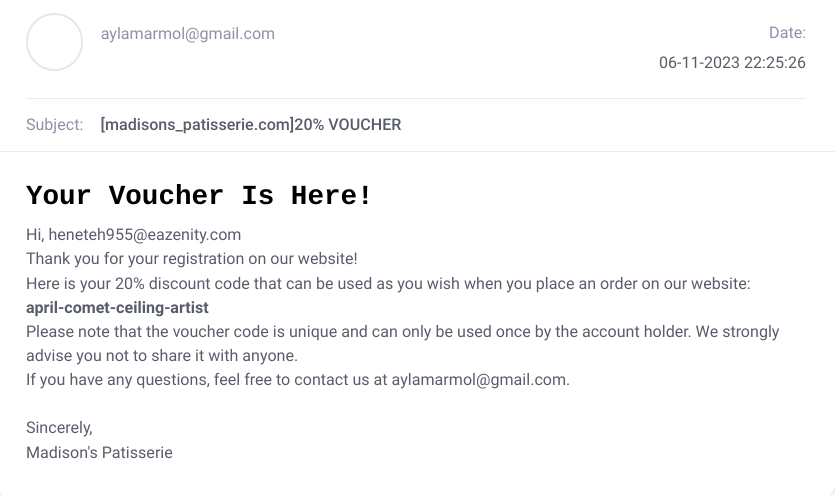 aylamarmol@gmail.com
Date:
06-11-2023 22:25:26
Subject: [madisons_patisserie.com]20% VOUCHER
Your Voucher Is Here!
Hi, heneteh955@eazenity.com
Thank you for your registration on our website!
Here is your 20% discount code that can be used as you wish when you place an order on our website:
april-comet-ceiling-artist
Please note that the voucher code is unique and can only be used once by the account holder. We strongly
advise you not to share it with anyone.
If you have any questions, feel free to contact us at aylamarmol@gmail.com.
Sincerely,
Madison's Patisserie